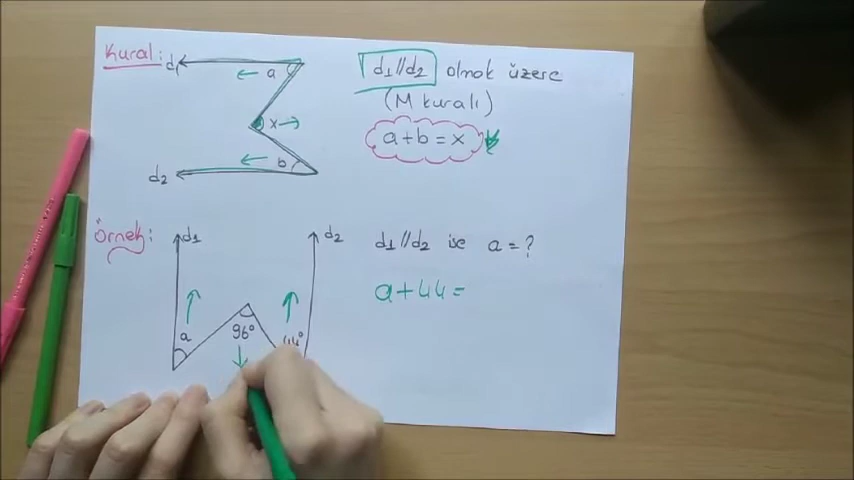 Kural:
d1
a
x
b
d2
d1//d2 olmak üzere
(M kuralı)
a+b=x
Örnek:
d1
d2
a
96°
44°
d1//d2 ise a=?
a+44=